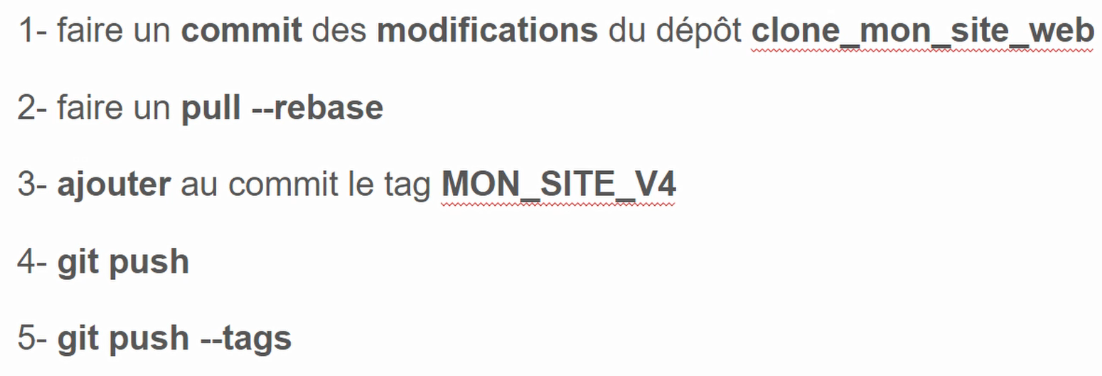 1- faire un commit des modifications du dépôt clone_mon_site_web
2- faire un pull --rebase
3- ajouter au commit le tag MON_SITE_V4
4- git push
5- git push --tags